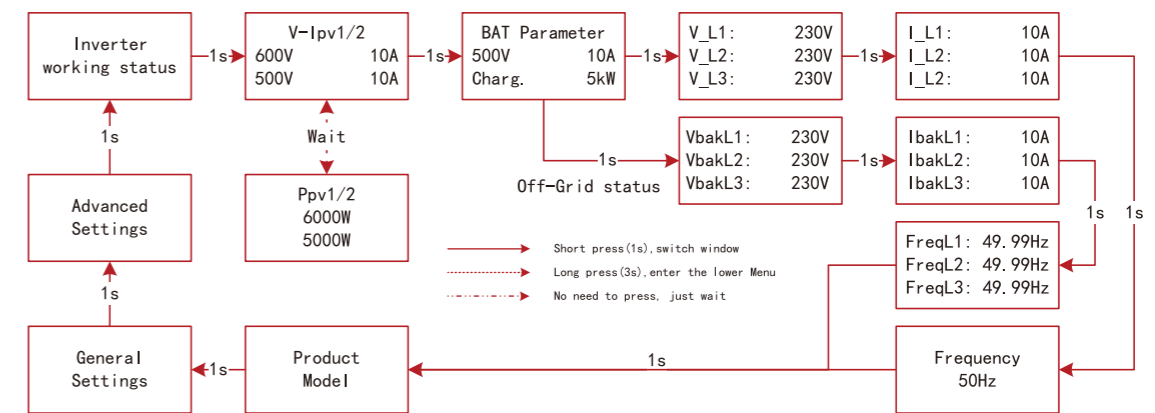 Inverter
working status
1s
V-Ipv1/2
600V 10A
500V 10A
1s
BAT Parameter
500V 10A
Charg. 5kW
1s
V_L1: 230V
V_L2: 230V
V_L3: 230V
1s
I_L1: 10A
I_L2: 10A
I_L2: 10A
1s
Wait
1s
Off-Grid status
VbakL1: 230V
VbakL2: 230V
VbakL3: 230V
1s
IbakL1: 10A
IbakL2: 10A
IbakL3: 10A
Advanced
Settings
Ppv1/2
6000W
5000W
1s
1s
Short press(1s),switch window
Long press(3s),enter the lower Menu
No need to press, just wait
FreqL1: 49.99Hz
FreqL2: 49.99Hz
FreqL3: 49.99Hz
1s
General
Settings
1s
Product
Model
1s
Frequency
50Hz